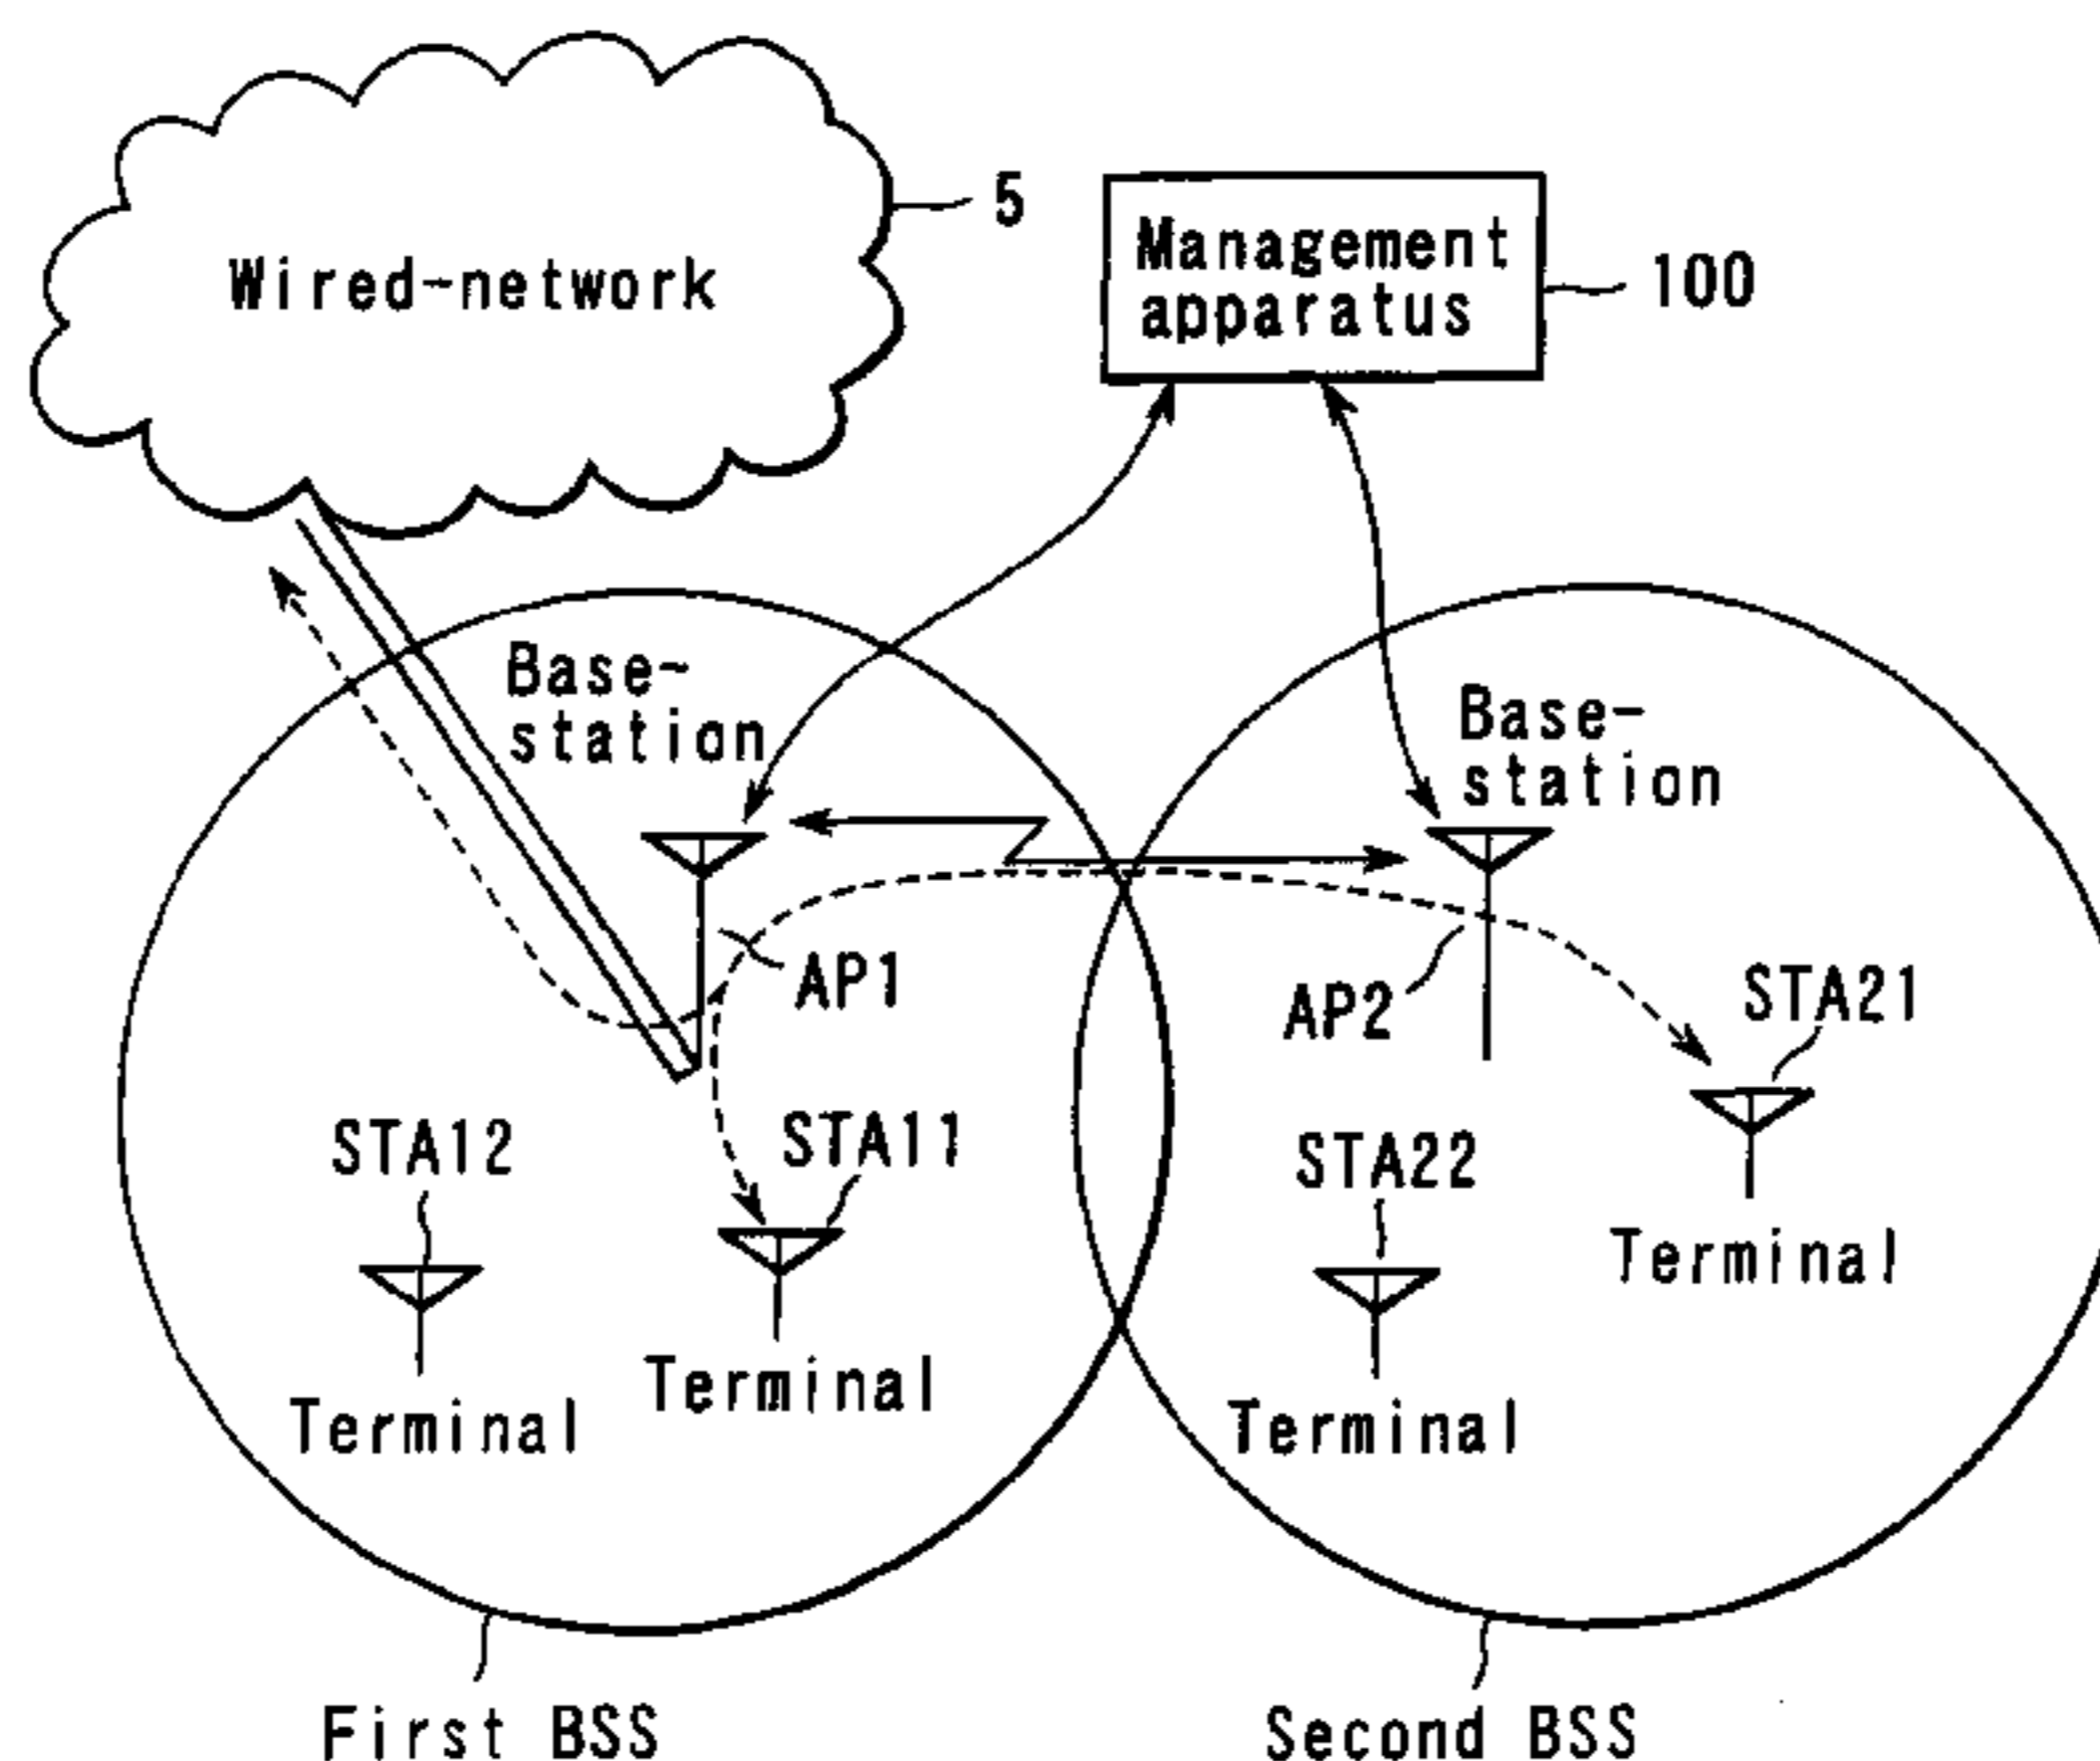 Wired-network
5
Management
apparatus
100
Base-
station
Base-
station
AP1
AP2
STA21
STA12
STA11
STA22
Terminal
Terminal
Terminal
Terminal
First BSS
Second BSS